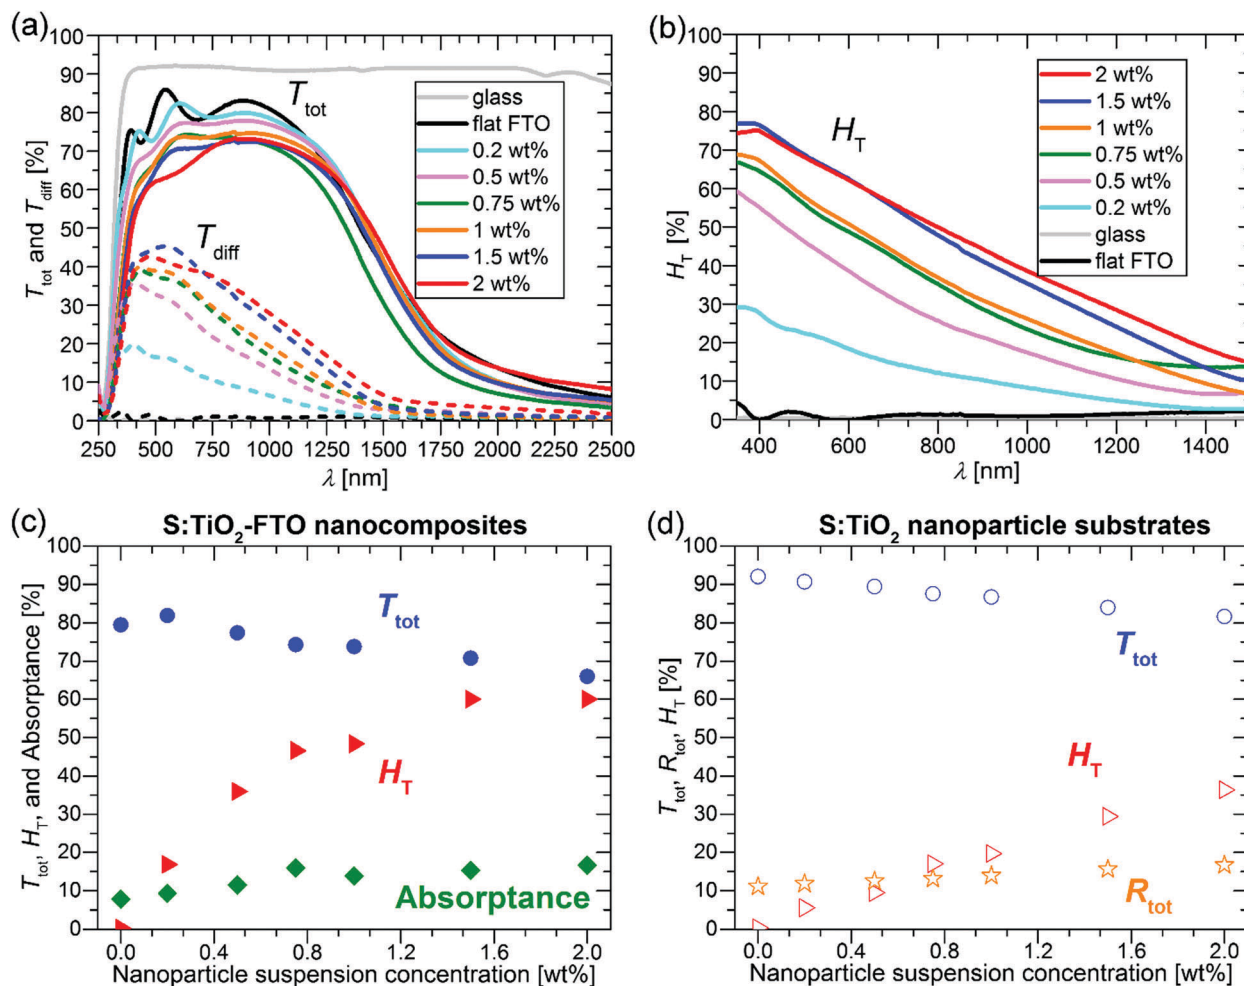 (a)
100
90
80
70
60
50
40
30
20
10
0
T_tot and T_diff [%]
T_tot
T_diff
glass
flat FTO
0.2 wt%
0.5 wt%
0.75 wt%
1 wt%
1.5 wt%
2 wt%
250 500 750 1000 1250 1500 1750 2000 2250 2500
λ [nm]
(b)
100
90
80
70
60
50
40
30
20
10
0
H_T [%]
H_T
2 wt%
1.5 wt%
1 wt%
0.75 wt%
0.5 wt%
0.2 wt%
glass
flat FTO
400 600 800 1000 1200 1400
λ [nm]
(c)
S:TiO₂-FTO nanocomposites
100
90
80
70
60
50
40
30
20
10
0
T_tot, H_T, and Absorptance [%]
T_tot
H_T
Absorptance
0.0 0.4 0.8 1.2 1.6 2.0
Nanoparticle suspension concentration [wt%]
(d)
S:TiO₂ nanoparticle substrates
100
90
80
70
60
50
40
30
20
10
0
T_tot, R_tot, H_T [%]
T_tot
H_T
R_tot
0.0 0.4 0.8 1.2 1.6 2.0
Nanoparticle suspension concentration [wt%]